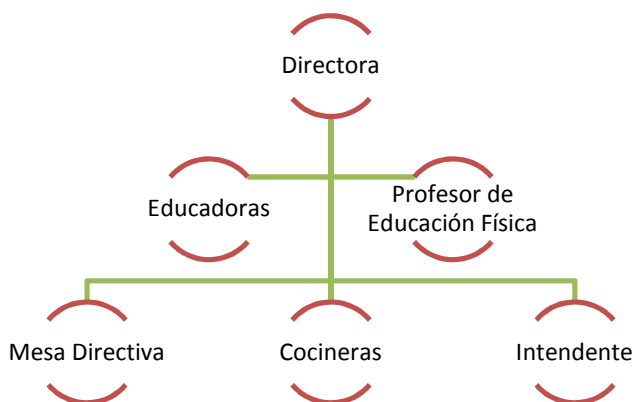 Directora
Educadoras
Profesor de
Educación Física
Mesa Directiva
Cocineras
Intendente